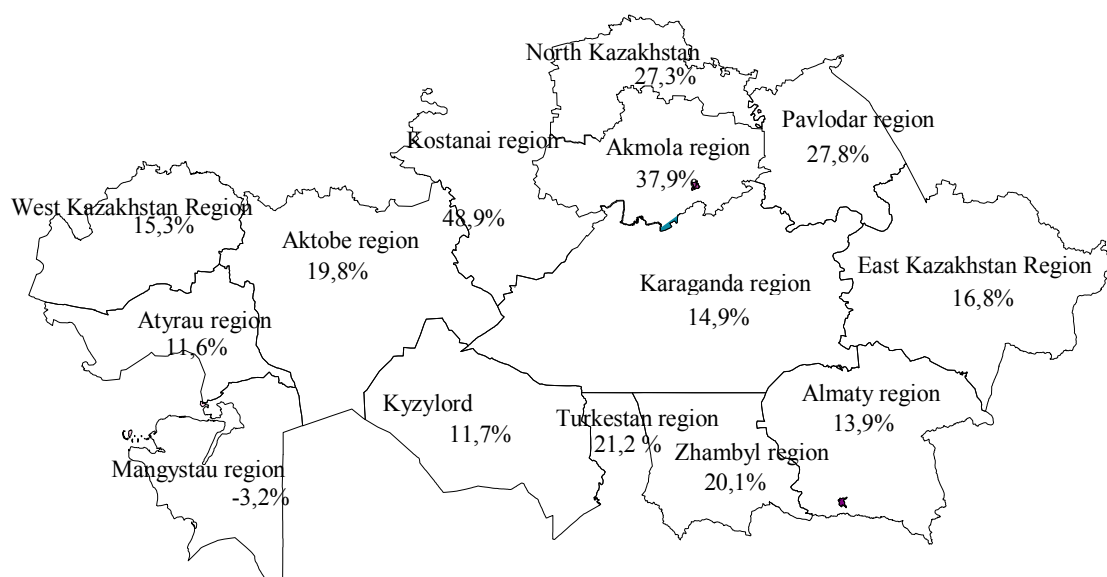 North Kazakhstan
27,3%
Pavlodar region
27,8%
Kostanai region
48,9%
Akmola region
37,9%
West Kazakhstan Region
15,3%
Aktobe region
19,8%
East Kazakhstan Region
16,8%
Karaganda region
14,9%
Atyrau region
11,6%
Almaty region
13,9%
Kyzylord
11,7%
Turkestan region
21,2 %
Zhambyl region
20,1%
Mangystau region
-3,2%